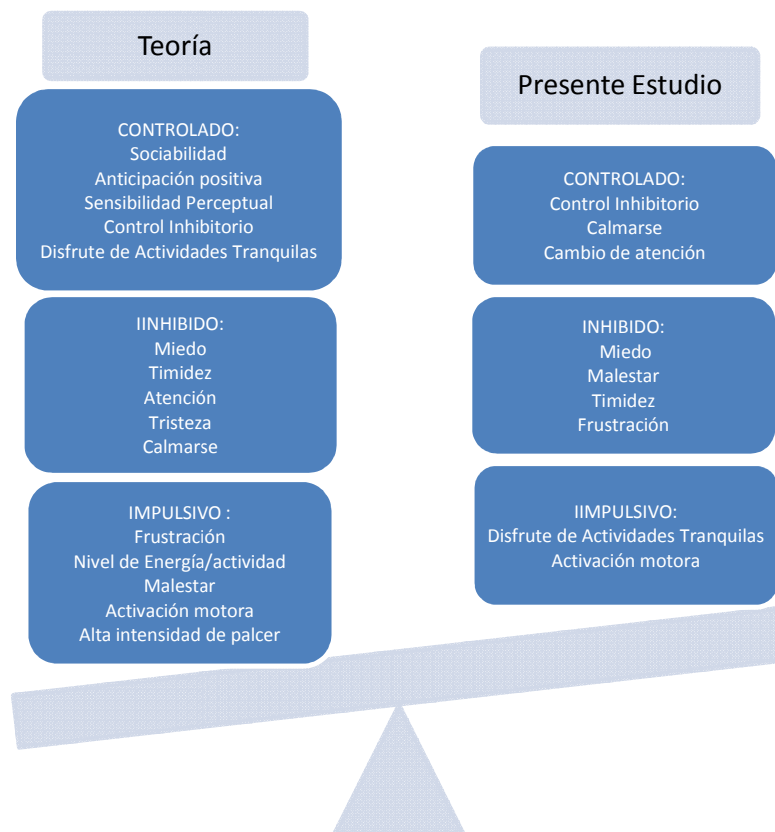 Teoría
CONTROLADO:
Sociabilidad
Anticipación positiva
Sensibilidad Perceptual
Control Inhibitorio
Disfrute de Actividades Tranquilas
IINHIBIDO:
Miedo
Timidez
Atención
Tristeza
Calmarse
IMPULSIVO :
Frustración
Nivel de Energía/actividad
Malestar
Activación motora
Alta intensidad de palcer
Presente Estudio
CONTROLADO:
Control Inhibitorio
Calmarse
Cambio de atención
INHIBIDO:
Miedo
Malestar
Timidez
Frustración
IIMPULSIVO:
Disfrute de Actividades Tranquilas
Activación motora